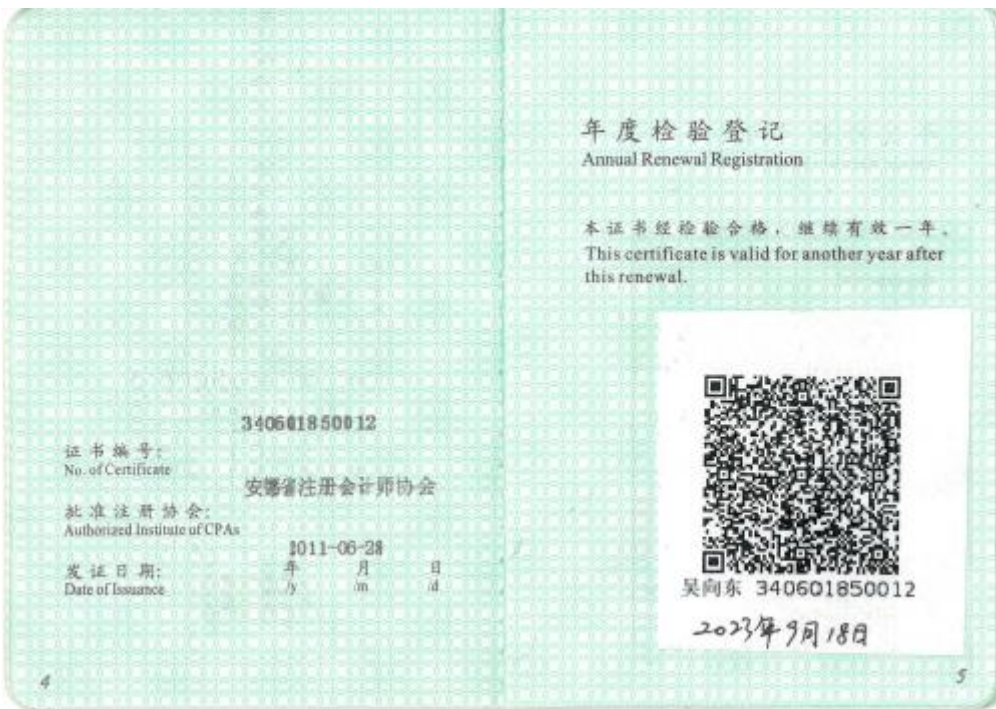 340601850012
证书编号:
No. of Certificate
安徽省注册会计师协会
批准注册协会:
Authorized Institute of CPAs
2011-06-28
发证日期: 年 月 日
Date of Issuance /y /m /d
4
年度检验登记
Annual Renewal Registration
本证书经检验合格，继续有效一年。
This certificate is valid for another year after
this renewal.
吴向东 340601850012
2023年9月18日
5